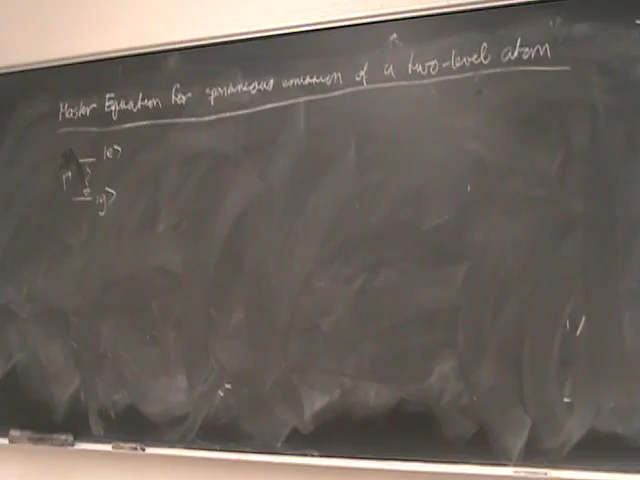 Master Equation for spontaneous emission of a two-level atom
|e>
Γ
|g>